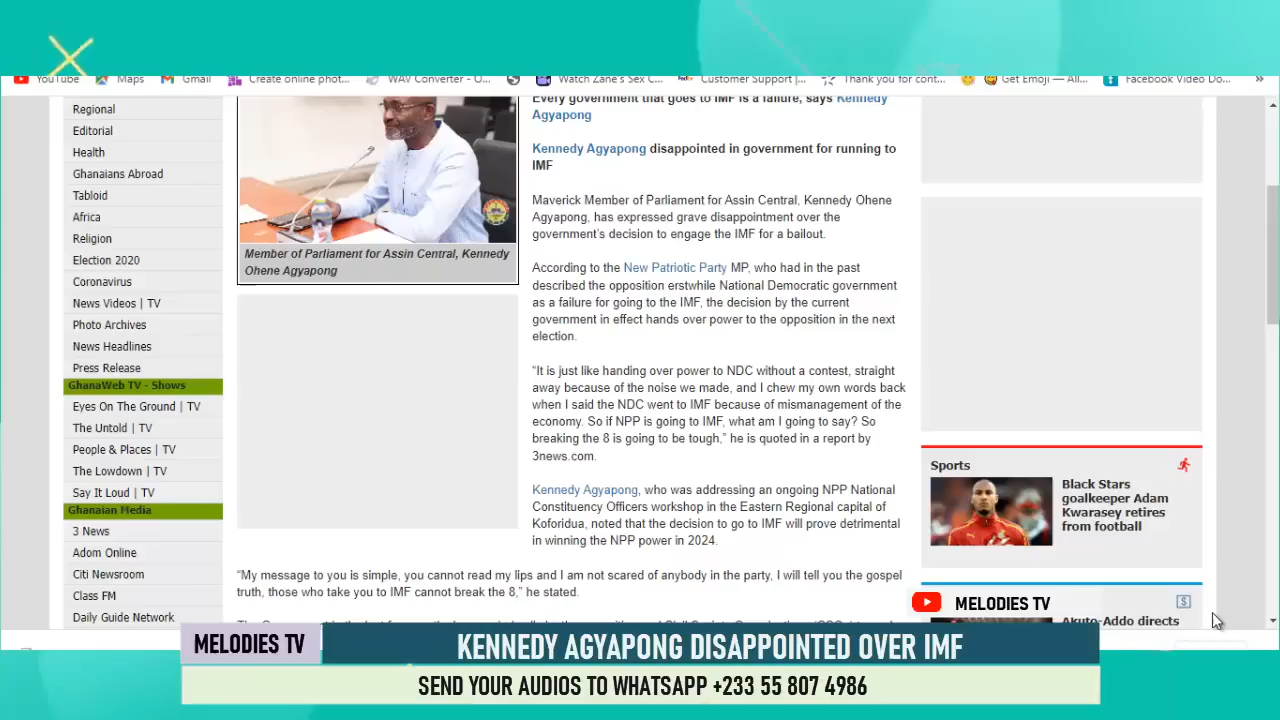 YouTube
Maps
Gmail
Create online phot...
WAV Converter - O...
Watch Zane's Sex C...
Customer Support |...
Thank you for cont...
Get Emoji — All...
Facebook Video Do...
»
Regional
Editorial
Health
Ghanaians Abroad
Tabloid
Africa
Religion
Election 2020
Coronavirus
News Videos | TV
Photo Archives
News Headlines
Press Release
GhanaWeb TV - Shows
Eyes On The Ground | TV
The Untold | TV
People & Places | TV
The Lowdown | TV
Say It Loud | TV
Ghanaian Media
3 News
Adom Online
Citi Newsroom
Class FM
Daily Guide Network
Member of Parliament for Assin Central, Kennedy
Ohene Agyapong
Every government that goes to IMF is a failure, says Kennedy
Agyapong
Kennedy Agyapong disappointed in government for running to
IMF
Maverick Member of Parliament for Assin Central, Kennedy Ohene
Agyapong, has expressed grave disappointment over the
government's decision to engage the IMF for a bailout.
According to the New Patriotic Party MP, who had in the past
described the opposition erstwhile National Democratic government
as a failure for going to the IMF, the decision by the current
government in effect hands over power to the opposition in the next
election.
“It is just like handing over power to NDC without a contest, straight
away because of the noise we made, and I chew my own words back
when I said the NDC went to IMF because of mismanagement of the
economy. So if NPP is going to IMF, what am I going to say? So
breaking the 8 is going to be tough,” he is quoted in a report by
3news.com.
Kennedy Agyapong, who was addressing an ongoing NPP National
Constituency Officers workshop in the Eastern Regional capital of
Koforidua, noted that the decision to go to IMF will prove detrimental
in winning the NPP power in 2024.
“My message to you is simple, you cannot read my lips and I am not scared of anybody in the party, I will tell you the gospel
truth, those who take you to IMF cannot break the 8,” he stated.
Sports
Black Stars
goalkeeper Adam
Kwarasey retires
from football
MELODIES TV
Akufo-Addo directs
MELODIES TV
KENNEDY AGYAPONG DISAPPOINTED OVER IMF
SEND YOUR AUDIOS TO WHATSAPP +233 55 807 4986